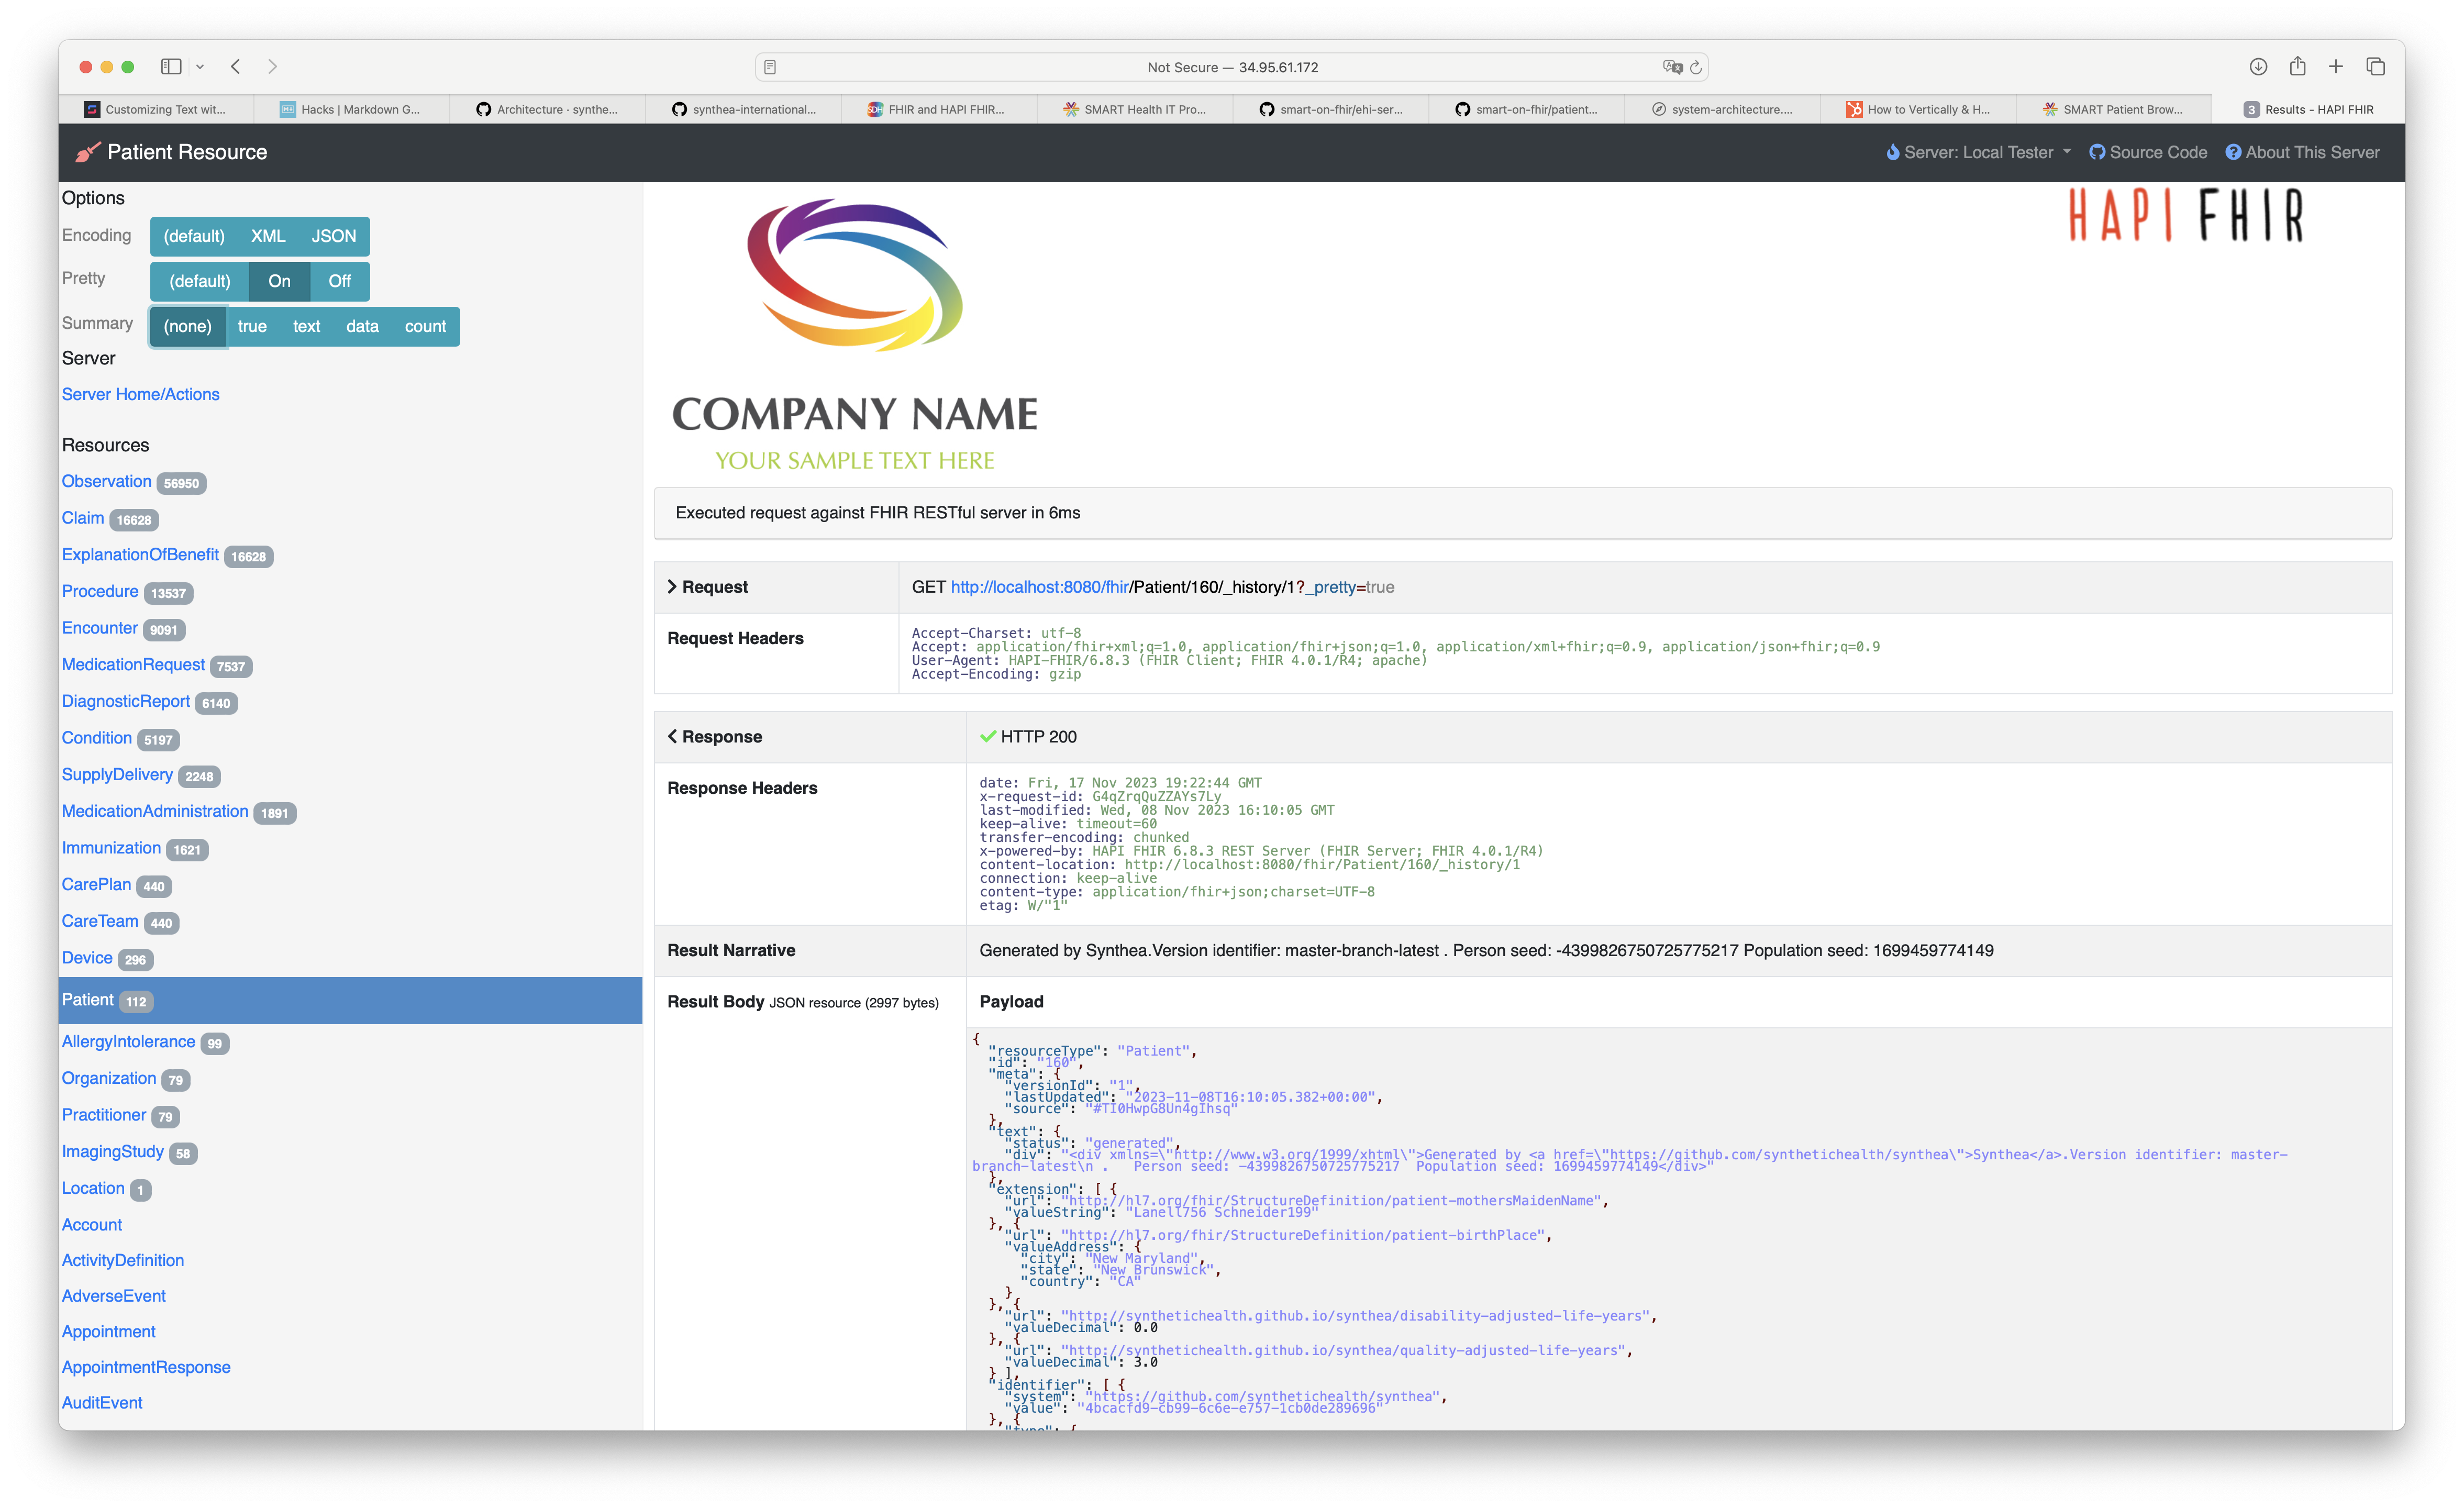 Not Secure — 34.95.61.172
Customizing Text wit...
Hacks | Markdown G...
Architecture · synthe...
synthea-international...
FHIR and HAPI FHIR...
SMART Health IT Pro...
smart-on-fhir/ehi-ser...
smart-on-fhir/patient...
system-architecture....
How to Vertically & H...
SMART Patient Brow...
3 Results - HAPI FHIR
Patient Resource
Server: Local Tester
Source Code
About This Server
Options
Encoding (default) XML JSON
Pretty (default) On Off
Summary (none) true text data count
Server
Server Home/Actions
Resources
Observation 56950
Claim 16628
ExplanationOfBenefit 16628
Procedure 13537
Encounter 9091
MedicationRequest 7537
DiagnosticReport 6140
Condition 5197
SupplyDelivery 2248
MedicationAdministration 1891
Immunization 1621
CarePlan 440
CareTeam 440
Device 296
Patient 112
AllergyIntolerance 99
Organization 79
Practitioner 79
ImagingStudy 58
Location 1
Account
ActivityDefinition
AdverseEvent
Appointment
AppointmentResponse
AuditEvent
HAPI FHIR
COMPANY NAME
YOUR SAMPLE TEXT HERE
Executed request against FHIR RESTful server in 6ms
Request GET http://localhost:8080/fhir/Patient/160/_history/1?_pretty=true
Request Headers
Accept-Charset: utf-8
Accept: application/fhir+xml;q=1.0, application/fhir+json;q=1.0, application/xml+fhir;q=0.9, application/json+fhir;q=0.9
User-Agent: HAPI-FHIR/6.8.3 (FHIR Client; FHIR 4.0.1/R4; apache)
Accept-Encoding: gzip
Response HTTP 200
Response Headers
date: Fri, 17 Nov 2023 19:22:44 GMT
x-request-id: G4qZrqQuZZAYs7Ly
last-modified: Wed, 08 Nov 2023 16:10:05 GMT
keep-alive: timeout=60
transfer-encoding: chunked
x-powered-by: HAPI FHIR 6.8.3 REST Server (FHIR Server; FHIR 4.0.1/R4)
content-location: http://localhost:8080/fhir/Patient/160/_history/1
connection: keep-alive
content-type: application/fhir+json;charset=UTF-8
etag: W/"1"
Result Narrative Generated by Synthea.Version identifier: master-branch-latest . Person seed: -4399826750725775217 Population seed: 1699459774149
Result Body JSON resource (2997 bytes) Payload
{
"resourceType": "Patient",
"id": "160",
"meta": {
"versionId": "1",
"lastUpdated": "2023-11-08T16:10:05.382+00:00",
"source": "#TI0HwpG8Un4gIhsq"
},
"text": {
"status": "generated",
"div": "<div xmlns=\"http://www.w3.org/1999/xhtml\">Generated by <a href=\"https://github.com/synthetichealth/synthea\">Synthea</a>.Version identifier: master-
branch-latest\n . Person seed: -4399826750725775217 Population seed: 1699459774149</div>"
},
"extension": [ {
"url": "http://hl7.org/fhir/StructureDefinition/patient-mothersMaidenName",
"valueString": "Lanell756 Schneider199"
}, {
"url": "http://hl7.org/fhir/StructureDefinition/patient-birthPlace",
"valueAddress": {
"city": "New Maryland",
"state": "New Brunswick",
"country": "CA"
}
}, {
"url": "http://synthetichealth.github.io/synthea/disability-adjusted-life-years",
"valueDecimal": 0.0
}, {
"url": "http://synthetichealth.github.io/synthea/quality-adjusted-life-years",
"valueDecimal": 3.0
} ],
"identifier": [ {
"system": "https://github.com/synthetichealth/synthea",
"value": "4bcacfd9-cb99-6c6e-e757-1cb0de289696"
}, {
"type": {